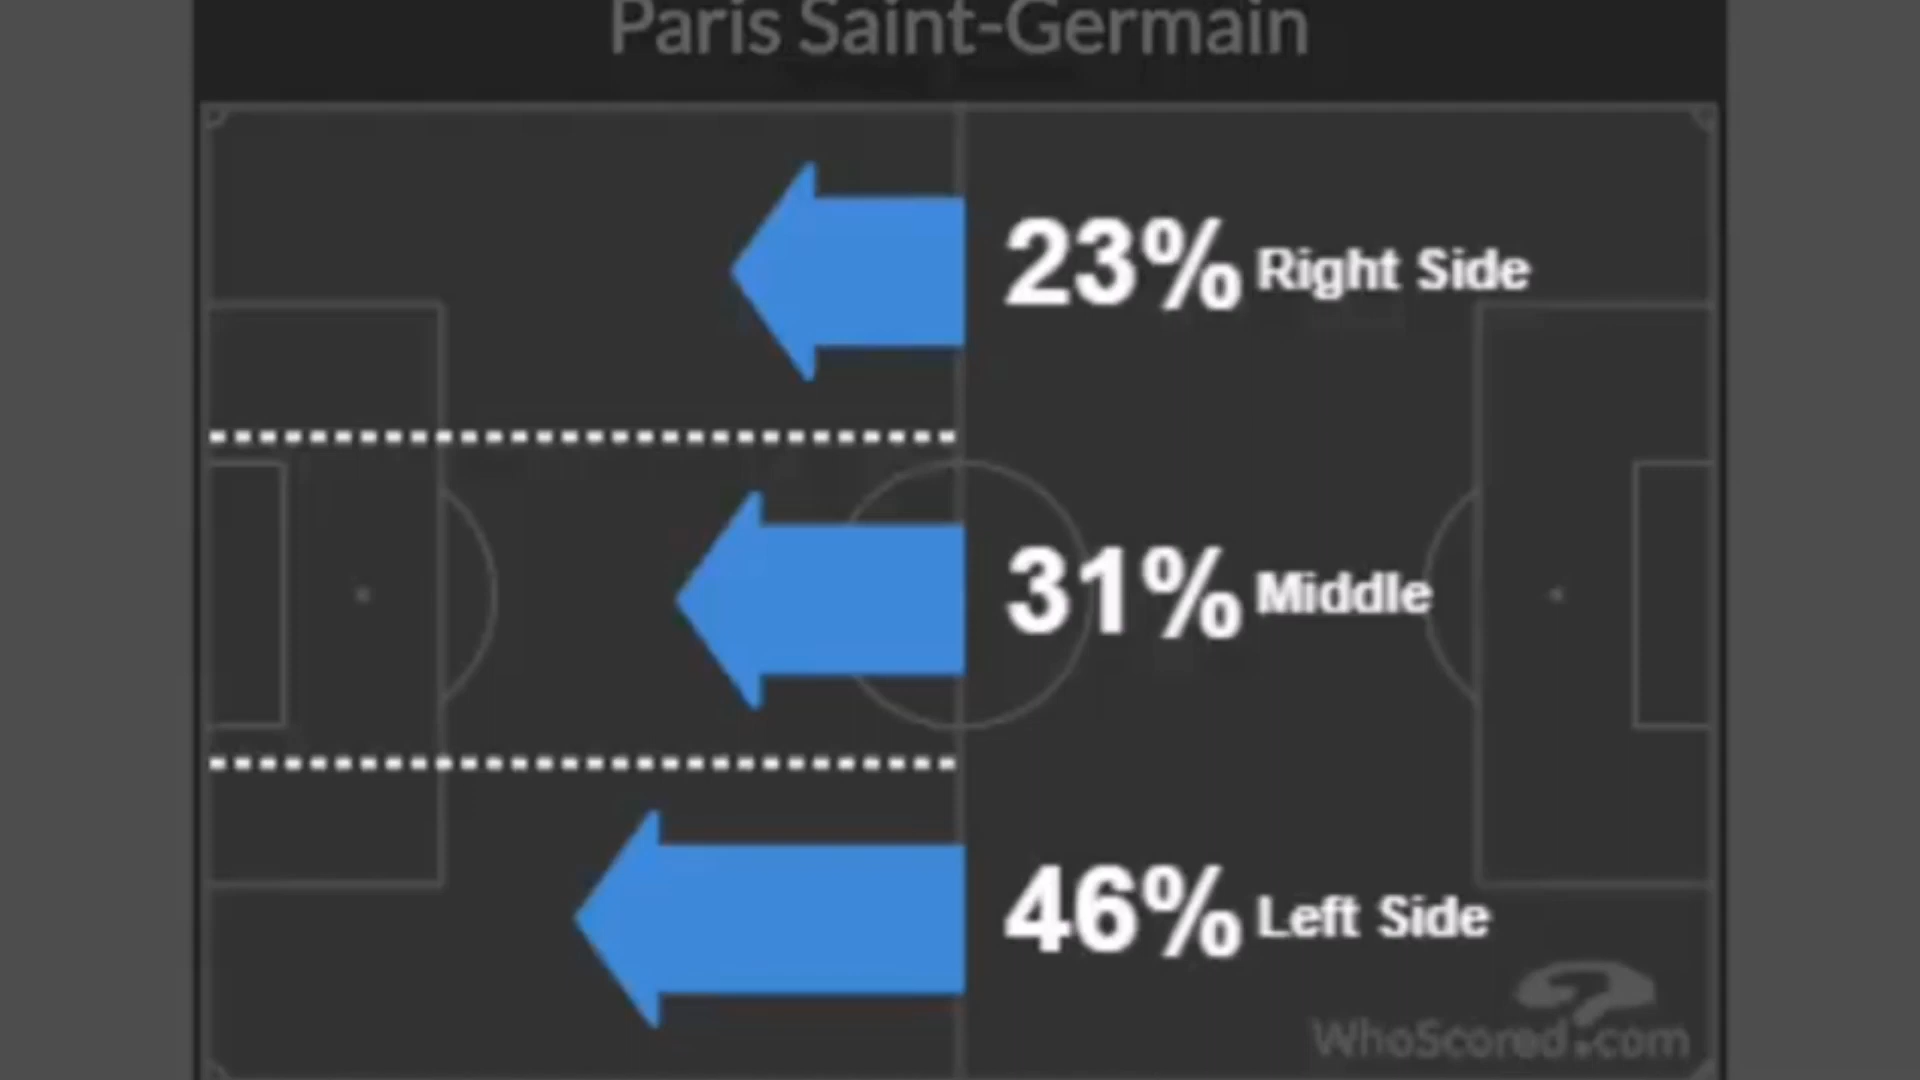 Paris Saint-Germain
23% Right Side
31% Middle
46% Left Side
WhoScored.com